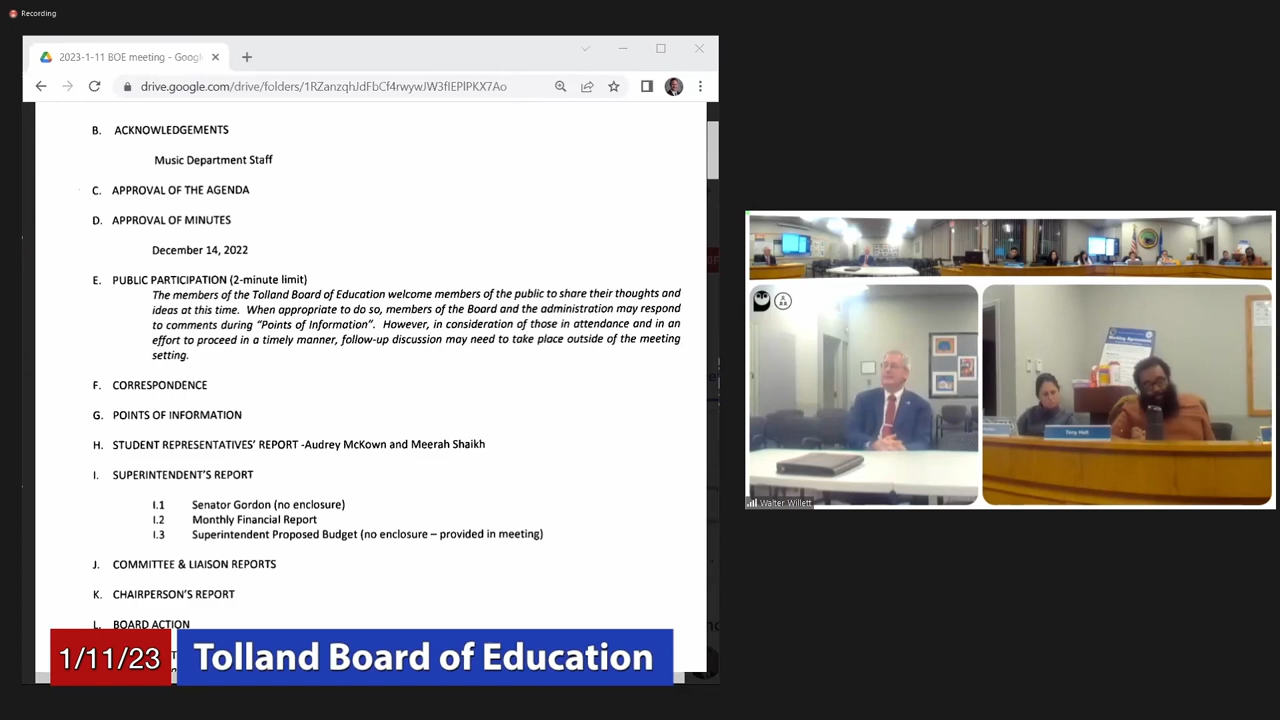 Recording
2023-1-11 BOE meeting - Googl
drive.google.com/drive/folders/1RZanzqhJdFbCf4rwywJW3fIEPlPKX7Ao
B. ACKNOWLEDGEMENTS
Music Department Staff
C. APPROVAL OF THE AGENDA
D. APPROVAL OF MINUTES
December 14, 2022
E. PUBLIC PARTICIPATION (2-minute limit)
The members of the Tolland Board of Education welcome members of the public to share their thoughts and
ideas at this time. When appropriate to do so, members of the Board and the administration may respond
to comments during "Points of Information". However, in consideration of those in attendance and in an
effort to proceed in a timely manner, follow-up discussion may need to take place outside of the meeting
setting.
F. CORRESPONDENCE
G. POINTS OF INFORMATION
H. STUDENT REPRESENTATIVES' REPORT -Audrey McKown and Meerah Shaikh
I. SUPERINTENDENT'S REPORT
I.1 Senator Gordon (no enclosure)
I.2 Monthly Financial Report
I.3 Superintendent Proposed Budget (no enclosure – provided in meeting)
J. COMMITTEE & LIAISON REPORTS
K. CHAIRPERSON'S REPORT
L. BOARD ACTION
1/11/23 Tolland Board of Education
Working Agreements
Tony Holt
Walter Willett